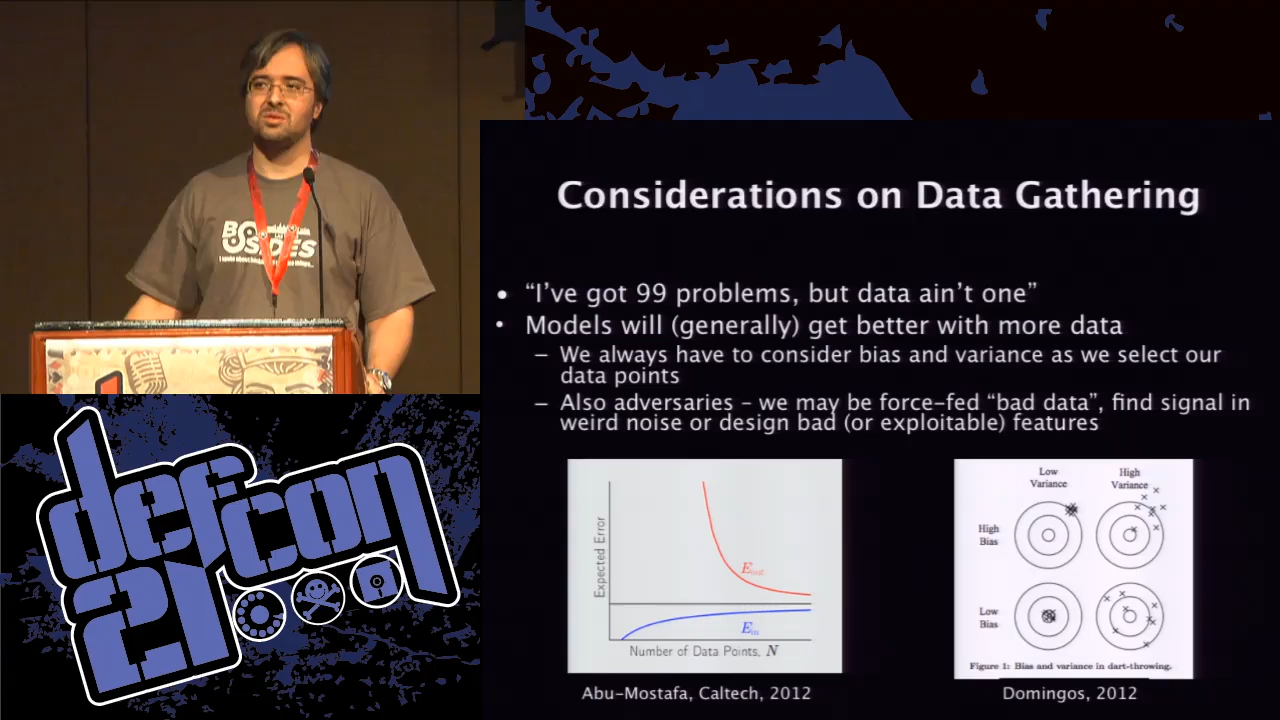 BSIDES
Considerations on Data Gathering
• “I’ve got 99 problems, but data ain’t one”
• Models will (generally) get better with more data
– We always have to consider bias and variance as we select our
data points
– Also adversaries – we may be force-fed “bad data”, find signal in
weird noise or design bad (or exploitable) features
defcon
21
Expected Error
E_out
E_in
Number of Data Points, N
Abu-Mostafa, Caltech, 2012
Low
Variance
High
Variance
High
Bias
Low
Bias
Figure 1: Bias and variance in dart-throwing.
Domingos, 2012